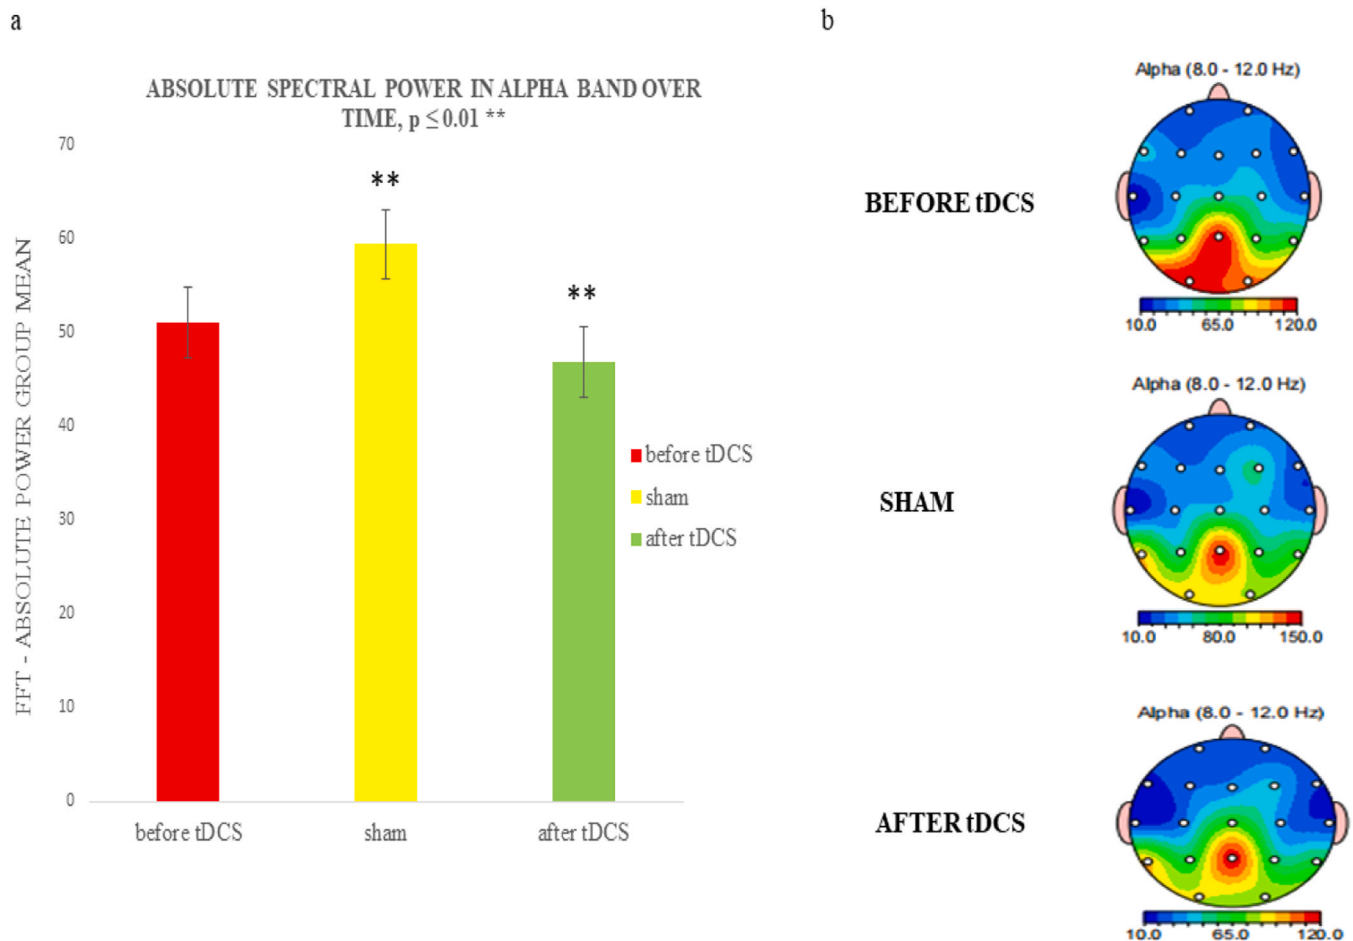 a
ABSOLUTE SPECTRAL POWER IN ALPHA BAND OVER
TIME, p ≤ 0.01 **
FFT - ABSOLUTE POWER GROUP MEAN
70
60
50
40
30
20
10
0
**
**
before tDCS
sham
after tDCS
before tDCS
sham
after tDCS
b
BEFORE tDCS
Alpha (8.0 - 12.0 Hz)
10.0 65.0 120.0
SHAM
Alpha (8.0 - 12.0 Hz)
10.0 80.0 150.0
AFTER tDCS
Alpha (8.0 - 12.0 Hz)
10.0 65.0 120.0